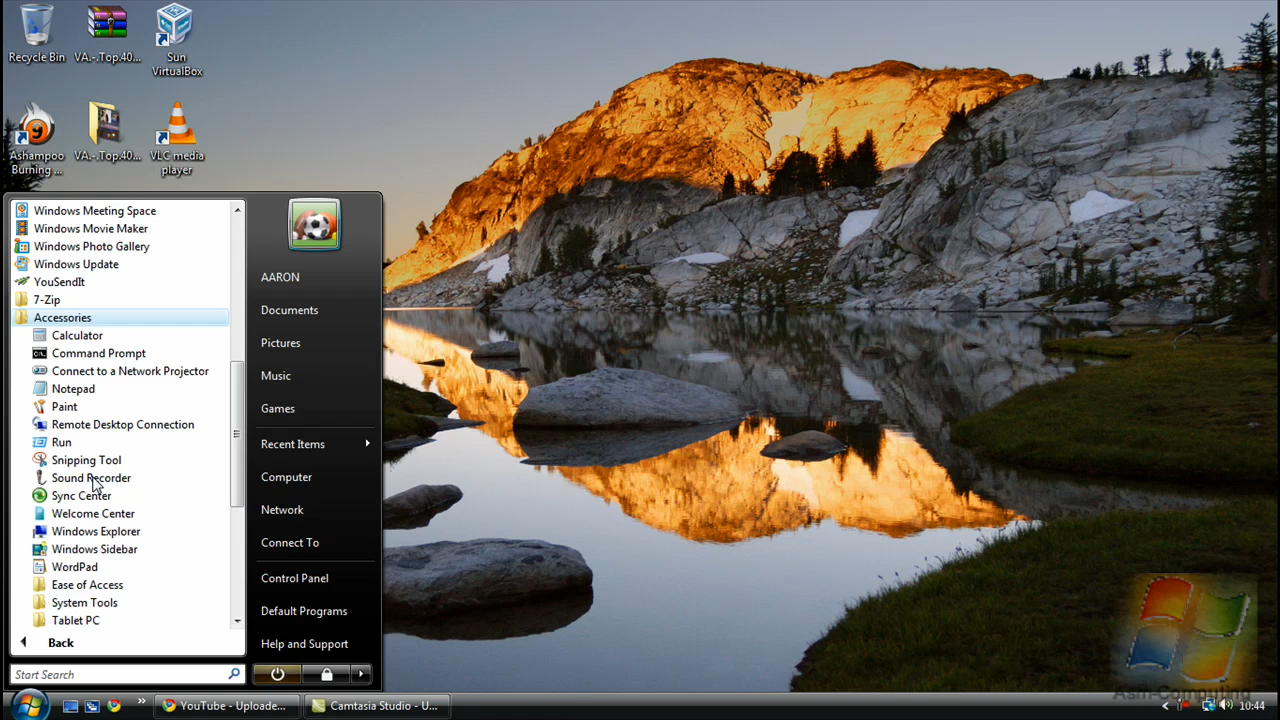 Recycle Bin
VA.-.Top.40...
Sun
VirtualBox
Ashampoo
Burning ...
VA.-.Top.40...
VLC media
player
Windows Meeting Space
Windows Movie Maker
Windows Photo Gallery
Windows Update
YouSendIt
7-Zip
Accessories
Calculator
Command Prompt
Connect to a Network Projector
Notepad
Paint
Remote Desktop Connection
Run
Snipping Tool
Sound Recorder
Sync Center
Welcome Center
Windows Explorer
Windows Sidebar
WordPad
Ease of Access
System Tools
Tablet PC
Back
Start Search
AARON
Documents
Pictures
Music
Games
Recent Items
Computer
Network
Connect To
Control Panel
Default Programs
Help and Support
YouTube - Uploade...
Camtasia Studio - U...
Asm-Computing
10:44